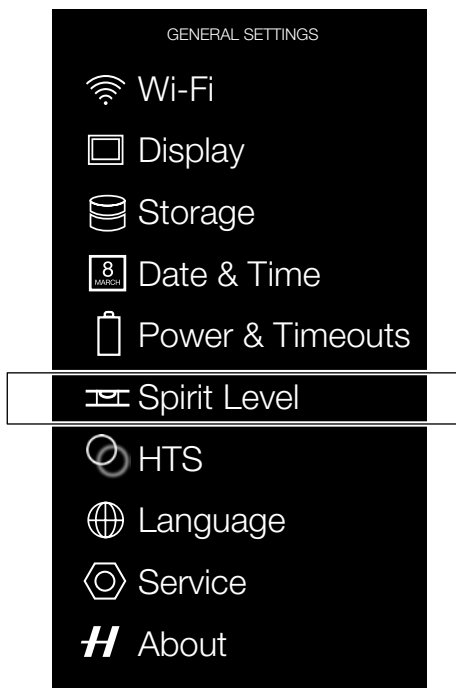 GENERAL SETTINGS
Wi-Fi
Display
Storage
8
MARCH
Date & Time
Power & Timeouts
Spirit Level
HTS
Language
Service
H About